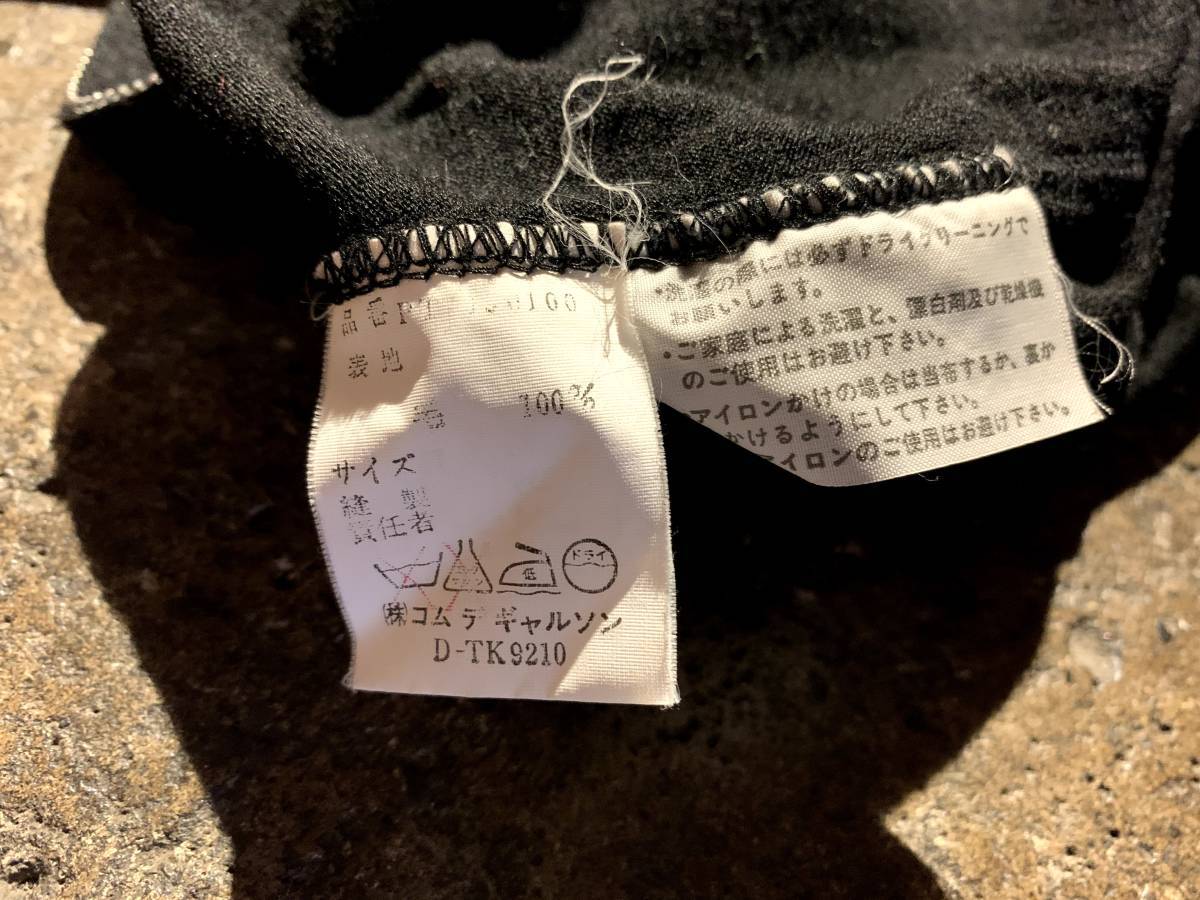 品番P 100
表地
毛 100%
サイズ
縫製
責任者
低
ドライ
㈱コム デ ギャルソン
D-TK9210
・洗濯の際には必ずドライクリーニングで
お願いします。
・ご家庭による洗濯と、漂白剤及び乾燥機
のご使用はお避け下さい。
アイロンかけの場合は当布するか、裏か
かけるようにして下さい。
アイロンのご使用はお避け下さい。